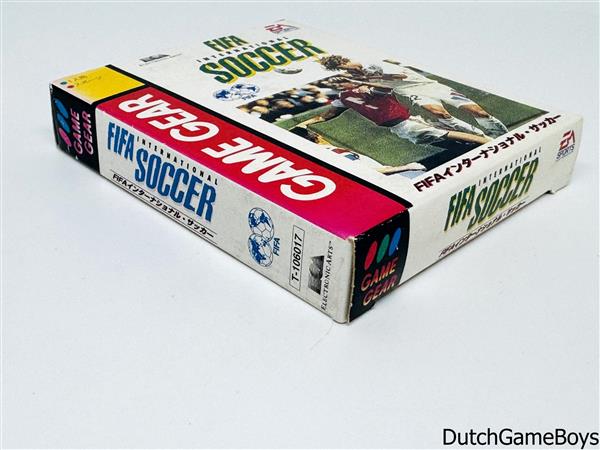 FIFA
INTERNATIONAL
SOCCER
EA
SPORTS
GAME GEAR
FIFAインターナショナル・サッカー
GAME
GEAR
FIFA
INTERNATIONAL
SOCCER
FIFAインターナショナル・サッカー
FIFA
T-106017
ELECTRONIC ARTS™
GAME
GEAR
FIFA
INTERNATIONAL
SOCCER
FIFAインターナショナル・サッカー
EA
SPORTS
DutchGameBoys